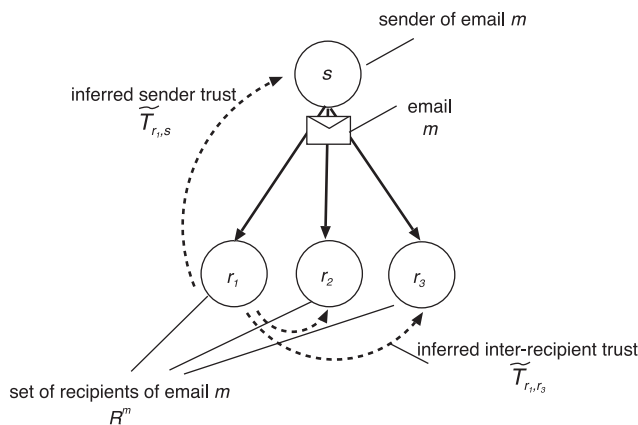 sender of email m
s
inferred sender trust
T̃r₁,s
email
m
r₁
r₂
r₃
inferred inter-recipient trust
T̃r₁,r₃
set of recipients of email m
Rᵐ